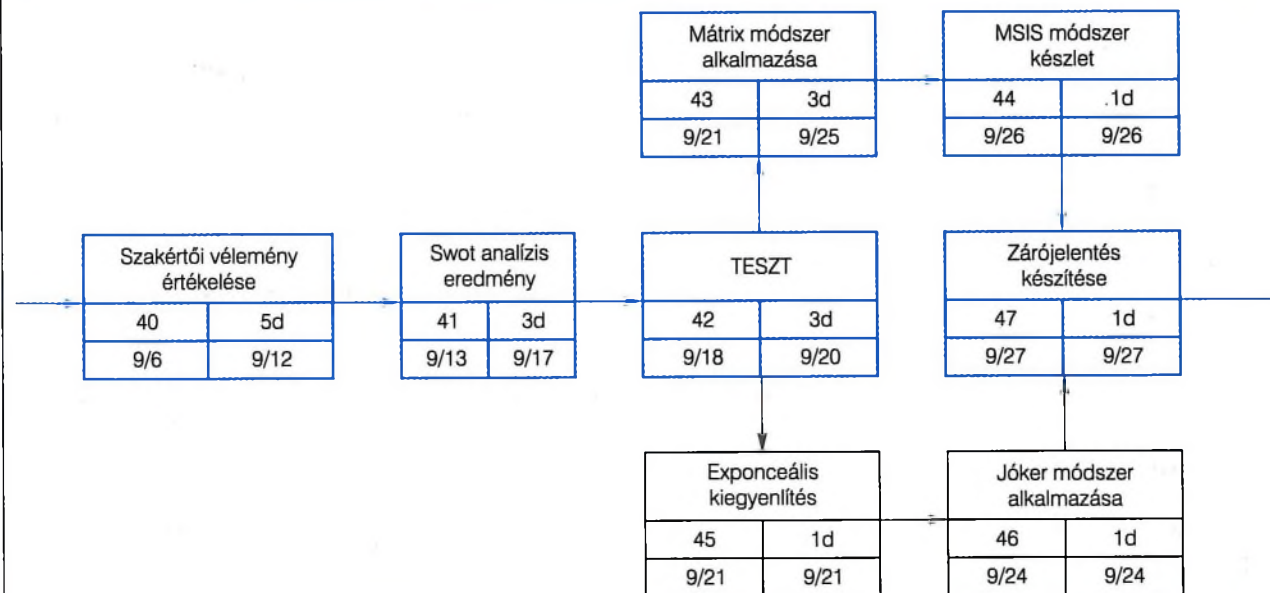 Mátrix módszer
alkalmazása
43 3d
9/21 9/25
MSIS módszer
készlet
44 .1d
9/26 9/26
Szakértői vélemény
értékelése
40 5d
9/6 9/12
Swot analízis
eredmény
41 3d
9/13 9/17
TESZT
42 3d
9/18 9/20
Zárójelentés
készítése
47 1d
9/27 9/27
Exponceális
kiegyenlítés
45 1d
9/21 9/21
Jóker módszer
alkalmazása
46 1d
9/24 9/24